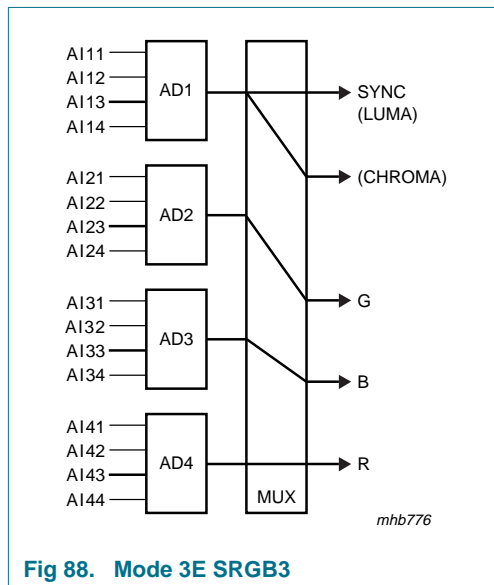 AI11
AI12
AI13
AI14
AD1
SYNC
(LUMA)
(CHROMA)
AI21
AI22
AI23
AI24
AD2
G
AI31
AI32
AI33
AI34
AD3
B
AI41
AI42
AI43
AI44
AD4
R
MUX
mhb776
Fig 88. Mode 3E SRGB3